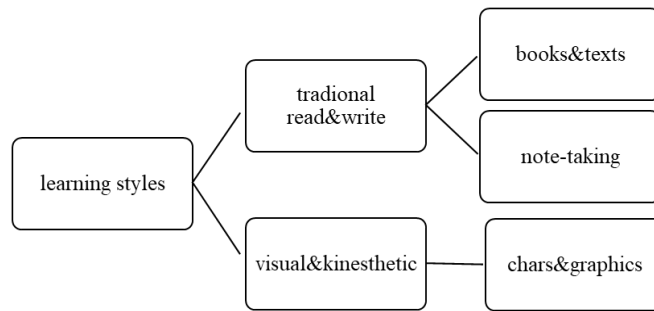 books&texts
tradional
read&write
note-taking
learning styles
visual&kinesthetic
chars&graphics